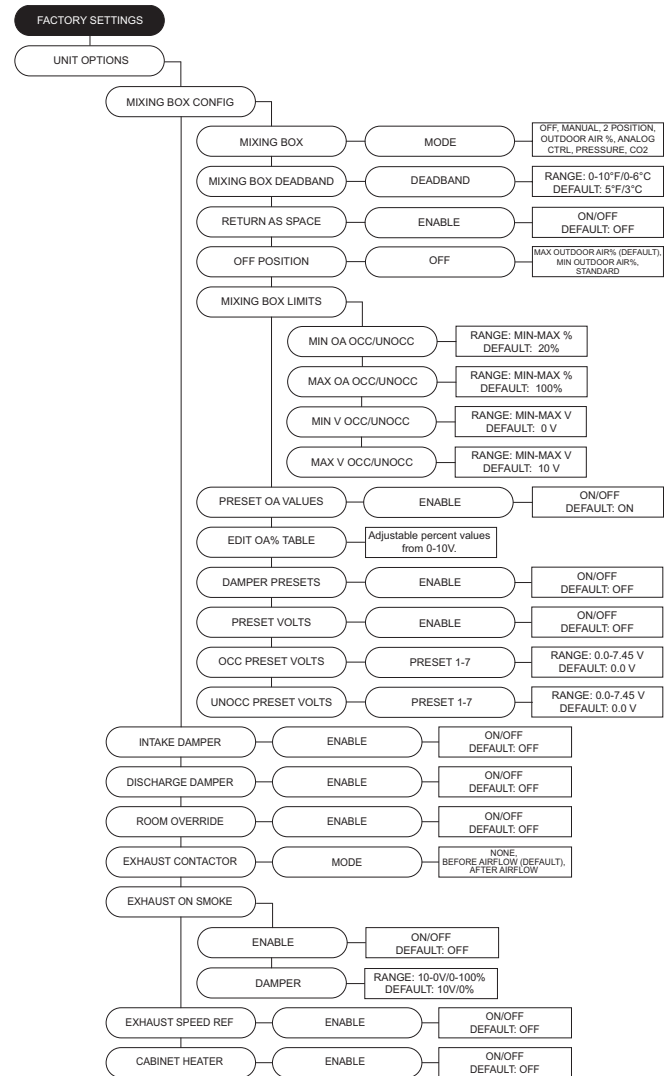 FACTORY SETTINGS
UNIT OPTIONS
MIXING BOX CONFIG
MIXING BOX
MODE
OFF, MANUAL, 2 POSITION,
OUTDOOR AIR %, ANALOG
CTRL, PRESSURE, CO2
MIXING BOX DEADBAND
DEADBAND
RANGE: 0-10°F/0-6°C
DEFAULT: 5°F/3°C
RETURN AS SPACE
ENABLE
ON/OFF
DEFAULT: OFF
OFF POSITION
OFF
MAX OUTDOOR AIR% (DEFAULT),
MIN OUTDOOR AIR%,
STANDARD
MIXING BOX LIMITS
MIN OA OCC/UNOCC
RANGE: MIN-MAX %
DEFAULT: 20%
MAX OA OCC/UNOCC
RANGE: MIN-MAX %
DEFAULT: 100%
MIN V OCC/UNOCC
RANGE: MIN-MAX V
DEFAULT: 0 V
MAX V OCC/UNOCC
RANGE: MIN-MAX V
DEFAULT: 10 V
PRESET OA VALUES
ENABLE
ON/OFF
DEFAULT: ON
EDIT OA% TABLE
Adjustable percent values
from 0-10V.
DAMPER PRESETS
ENABLE
ON/OFF
DEFAULT: OFF
PRESET VOLTS
ENABLE
ON/OFF
DEFAULT: OFF
OCC PRESET VOLTS
PRESET 1-7
RANGE: 0.0-7.45 V
DEFAULT: 0.0 V
UNOCC PRESET VOLTS
PRESET 1-7
RANGE: 0.0-7.45 V
DEFAULT: 0.0 V
INTAKE DAMPER
ENABLE
ON/OFF
DEFAULT: OFF
DISCHARGE DAMPER
ENABLE
ON/OFF
DEFAULT: OFF
ROOM OVERRIDE
ENABLE
ON/OFF
DEFAULT: OFF
EXHAUST CONTACTOR
MODE
NONE,
BEFORE AIRFLOW (DEFAULT),
AFTER AIRFLOW
EXHAUST ON SMOKE
ENABLE
ON/OFF
DEFAULT: OFF
DAMPER
RANGE: 10-0V/0-100%
DEFAULT: 10V/0%
EXHAUST SPEED REF
ENABLE
ON/OFF
DEFAULT: OFF
CABINET HEATER
ENABLE
ON/OFF
DEFAULT: OFF